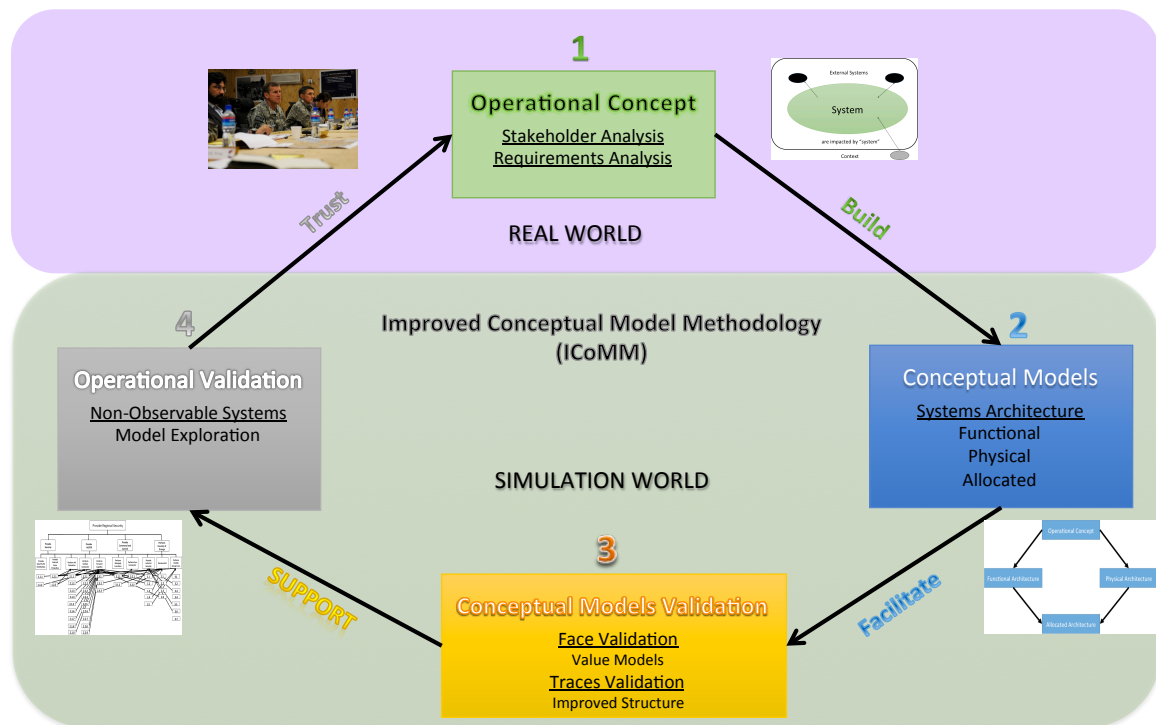 1
Operational Concept
Stakeholder Analysis
Requirements Analysis
External Systems
System
are impacted by "system"
Context
Trust
Build
REAL WORLD
4
Improved Conceptual Model Methodology
(ICoMM)
2
Operational Validation
Non-Observable Systems
Model Exploration
Conceptual Models
Systems Architecture
Functional
Physical
Allocated
SIMULATION WORLD
3
SUPPORT
Facilitate
Conceptual Models Validation
Face Validation
Value Models
Traces Validation
Improved Structure
Provide Regional Security
Operational Concept
Functional Architecture
Physical Architecture
Allocated Architecture